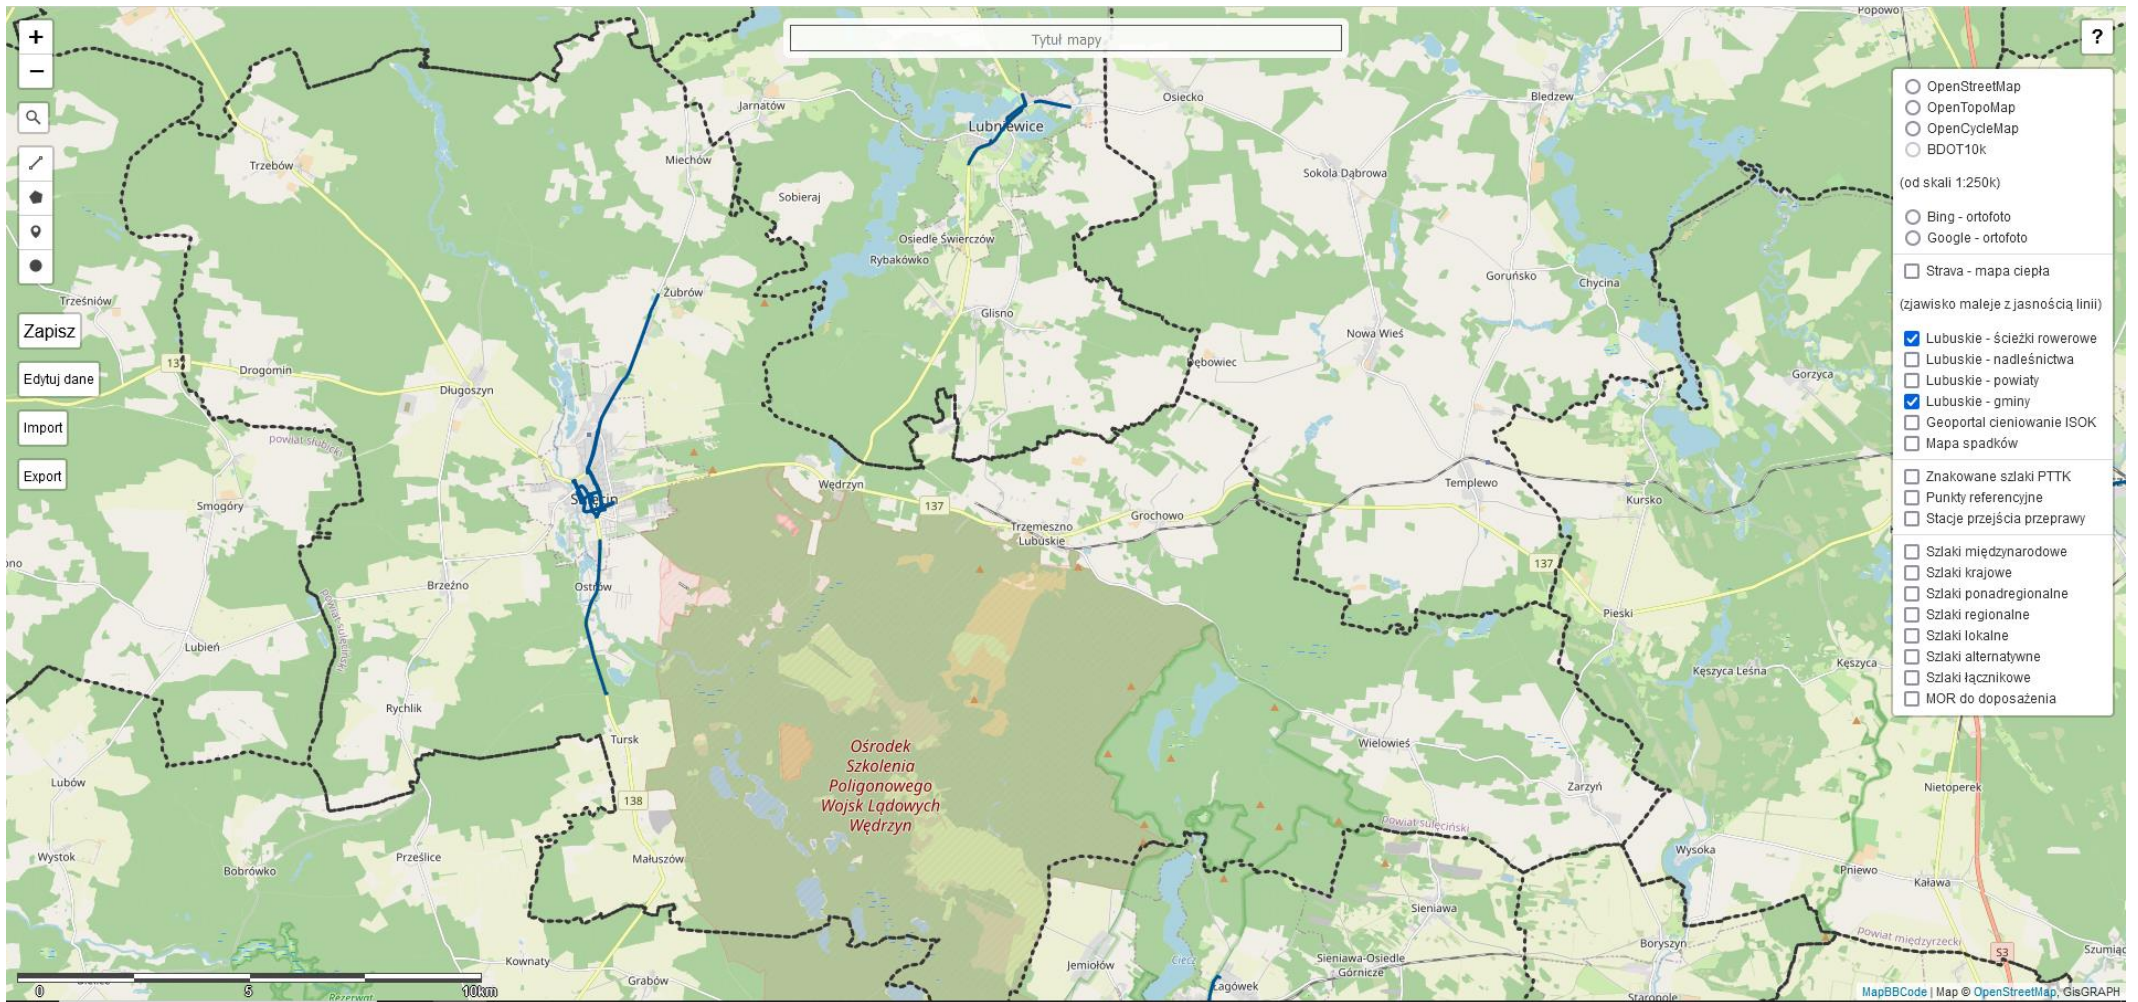 +
−
Tytuł mapy
?
Popowo
Jarnatów
Osiecko
Bledzew
Lubniewice
Trzebów
Miechów
Sokola Dąbrowa
Sobieraj
Osiedle Świerczów
Rybakówko
Goruńsko
Chycina
Trześniów
Żubrów
Glisno
Nowa Wieś
Dębowiec
Gorzyca
Drogomin
Długoszyn
powiat słubicki
Wędrzyn
137
Templewo
Kursko
Smogóry
Trzemeszno
Lubuskie
Grochowo
137
Brzeźno
Ostrów
powiat sulęciński
Pieski
Lubień
Kęszyca Leśna
Kęszyca
Rychlik
Tursk
Wielowieś
Ośrodek
Szkolenia
Poligonowego
Wojsk Lądowych
Wędrzyn
Lubów
138
Zarzyń
Nietoperek
powiat sulęciński
Wystok
Bobrówko
Przeslice
Małuszów
Wysoka
Pniewo
Kaława
Sieniawa
powiat międzyrzecki
Boryszyn
S3
Kownaty
Grabów
Jemiołów
Ciecz
Sieniawa-Osiedle
Górnicze
Łagówek
Staropole
Rezerwat
Zapisz
Edytuj dane
Import
Export
0 5 10km
OpenStreetMap
OpenTopoMap
OpenCycleMap
BDOT10k
(od skali 1:250k)
Bing - ortofoto
Google - ortofoto
Strava - mapa ciepła
(zjawisko maleje z jasnością linii)
Lubuskie - ścieżki rowerowe
Lubuskie - nadleśnictwa
Lubuskie - powiaty
Lubuskie - gminy
Geoportal cieniowanie ISOK
Mapa spadków
Znakowane szlaki PTTK
Punkty referencyjne
Stacje przejścia przeprawy
Szlaki międzynarodowe
Szlaki krajowe
Szlaki ponadregionalne
Szlaki regionalne
Szlaki lokalne
Szlaki alternatywne
Szlaki łącznikowe
MOR do doposażenia
MapBBCode | Map © OpenStreetMap, GisGRAPH